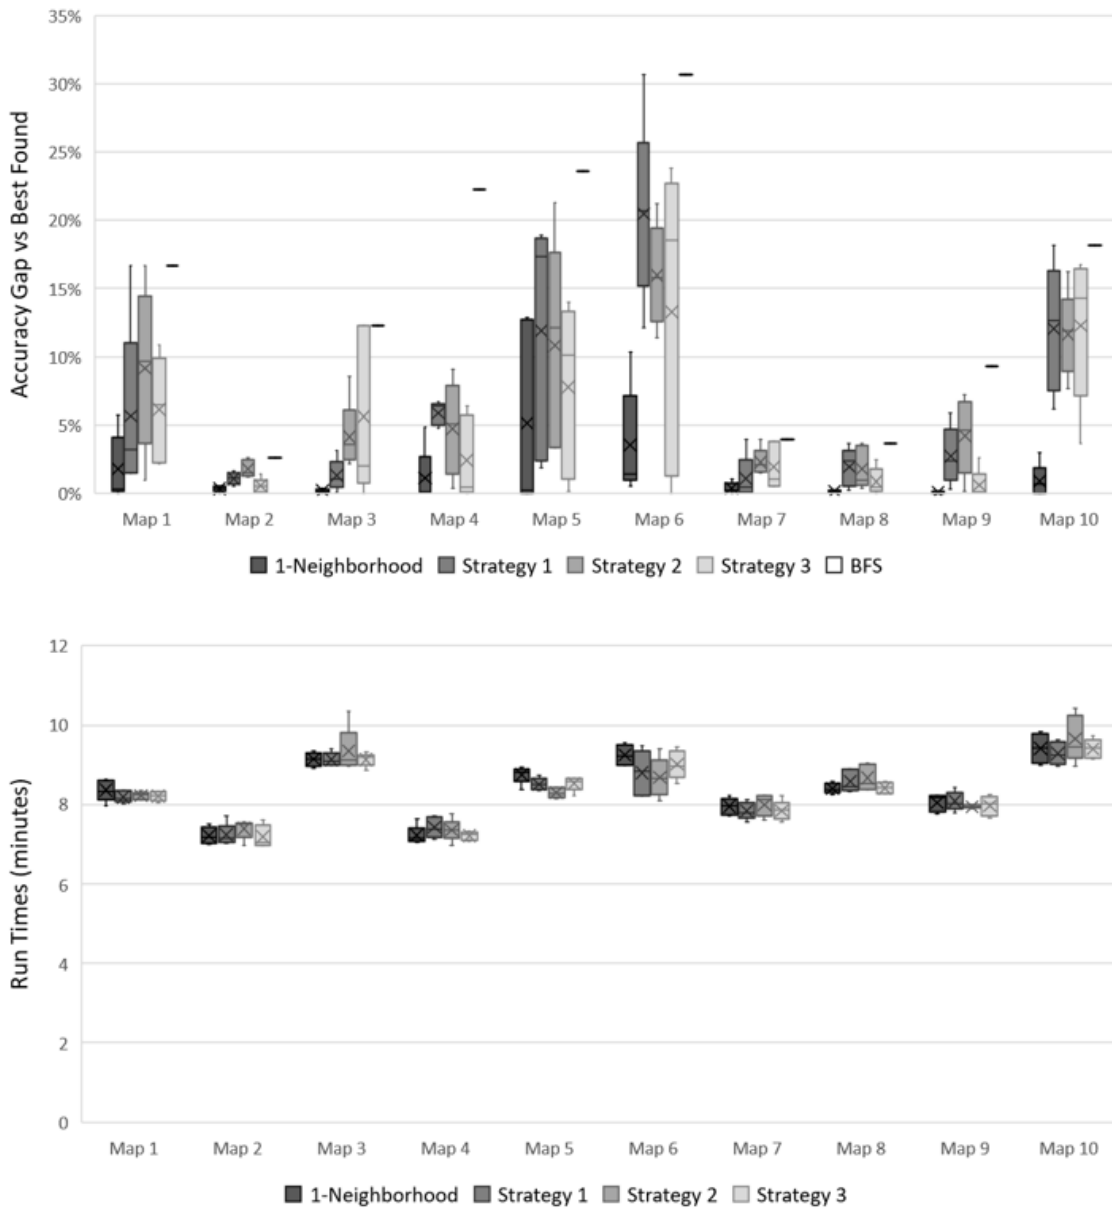 Accuracy Gap vs Best Found
35%
30%
25%
20%
15%
10%
5%
0%
Map 1 Map 2 Map 3 Map 4 Map 5 Map 6 Map 7 Map 8 Map 9 Map 10
1-Neighborhood Strategy 1 Strategy 2 Strategy 3 BFS
Run Times (minutes)
12
10
8
6
4
2
0
Map 1 Map 2 Map 3 Map 4 Map 5 Map 6 Map 7 Map 8 Map 9 Map 10
1-Neighborhood Strategy 1 Strategy 2 Strategy 3